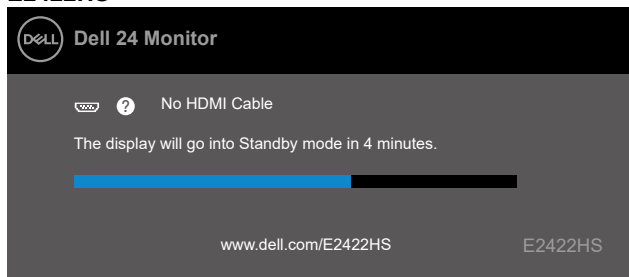 DELL Dell 24 Monitor
? No HDMI Cable
The display will go into Standby mode in 4 minutes.
www.dell.com/E2422HS E2422HS